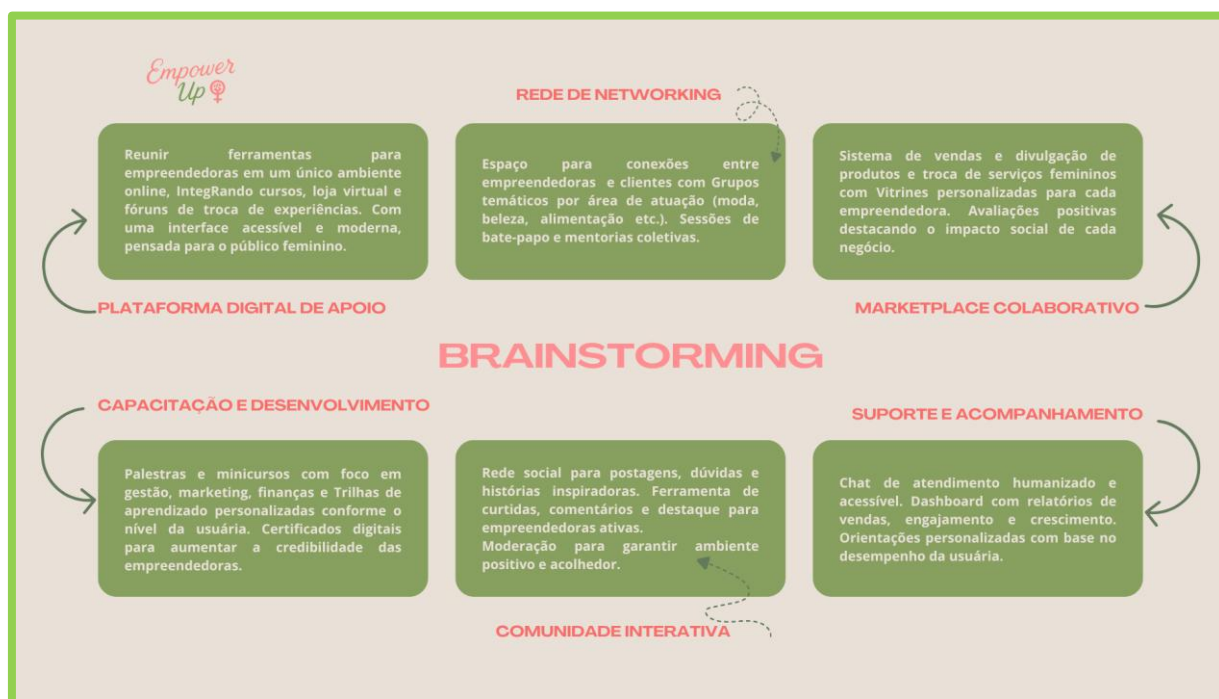 Empower
Up
REDE DE NETWORKING
Reunir ferramentas para
empreendedoras em um único ambiente
online, IntegRando cursos, loja virtual e
fóruns de troca de experiências. Com
uma interface acessível e moderna,
pensada para o público feminino.
PLATAFORMA DIGITAL DE APOIO
Espaço para conexões entre
empreendedoras e clientes com Grupos
temáticos por área de atuação (moda,
beleza, alimentação etc.). Sessões de
bate-papo e mentorias coletivas.
Sistema de vendas e divulgação de
produtos e troca de serviços femininos
com Vitrines personalizadas para cada
empreendedora. Avaliações positivas
destacando o impacto social de cada
negócio.
MARKETPLACE COLABORATIVO
BRAINSTORMING
CAPACITAÇÃO E DESENVOLVIMENTO
Palestras e minicursos com foco em
gestão, marketing, finanças e Trilhas de
aprendizado personalizadas conforme o
nível da usuária. Certificados digitais
para aumentar a credibilidade das
empreendedoras.
Rede social para postagens, dúvidas e
histórias inspiradoras. Ferramenta de
curtidas, comentários e destaque para
empreendedoras ativas.
Moderação para garantir ambiente
positivo e acolhedor.
COMUNIDADE INTERATIVA
SUPORTE E ACOMPANHAMENTO
Chat de atendimento humanizado e
acessível. Dashboard com relatórios de
vendas, engajamento e crescimento.
Orientações personalizadas com base no
desempenho da usuária.